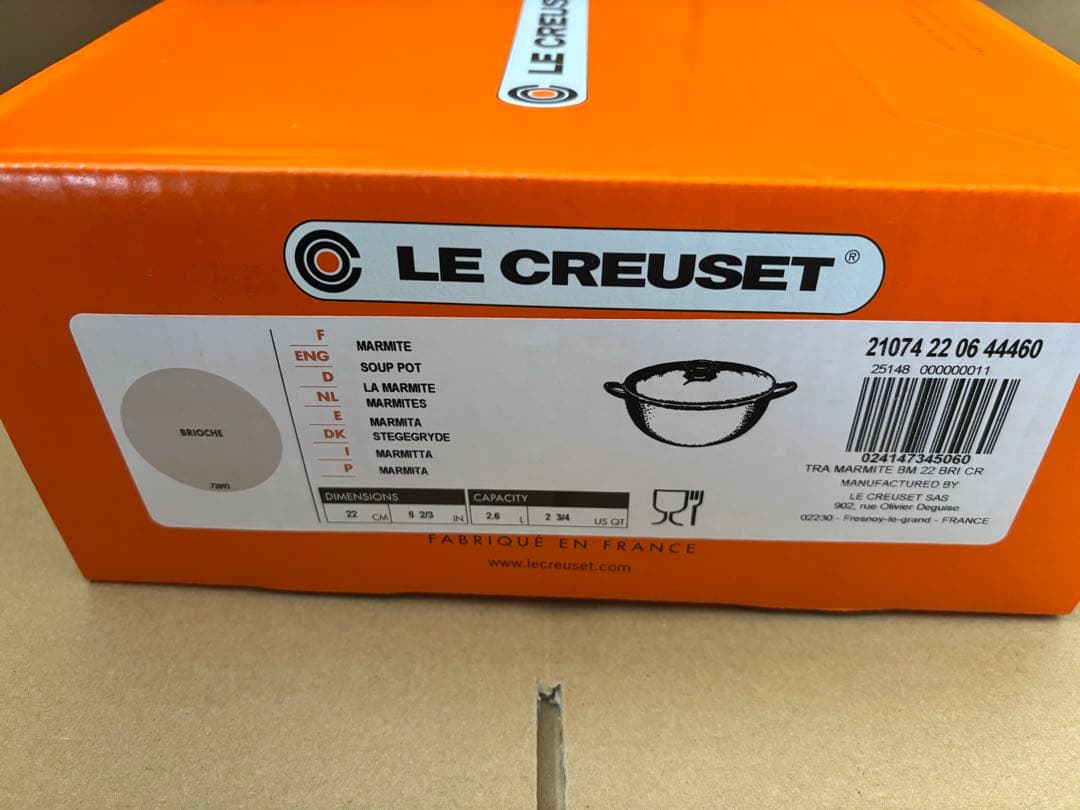 LE CREUSET
LE CREUSET ®
F MARMITE
ENG SOUP POT
D LA MARMITE
NL MARMITES
E MARMITA
DK STEGEGRYDE
I MARMITTA
P MARMITA
BRIOCHE
DIMENSIONS CAPACITY
22 CM 8 2/3 IN 2.6 L 2 3/4 US QT
21074 22 06 44460
25148 000000011
024147345060
TRA MARMITE BM 22 BRI CR
MANUFACTURED BY
LE CREUSET SAS
902, rue Olivier Deguise
02230 - Fresnoy-le-grand - FRANCE
FABRIQUÉ EN FRANCE
www.lecreuset.com